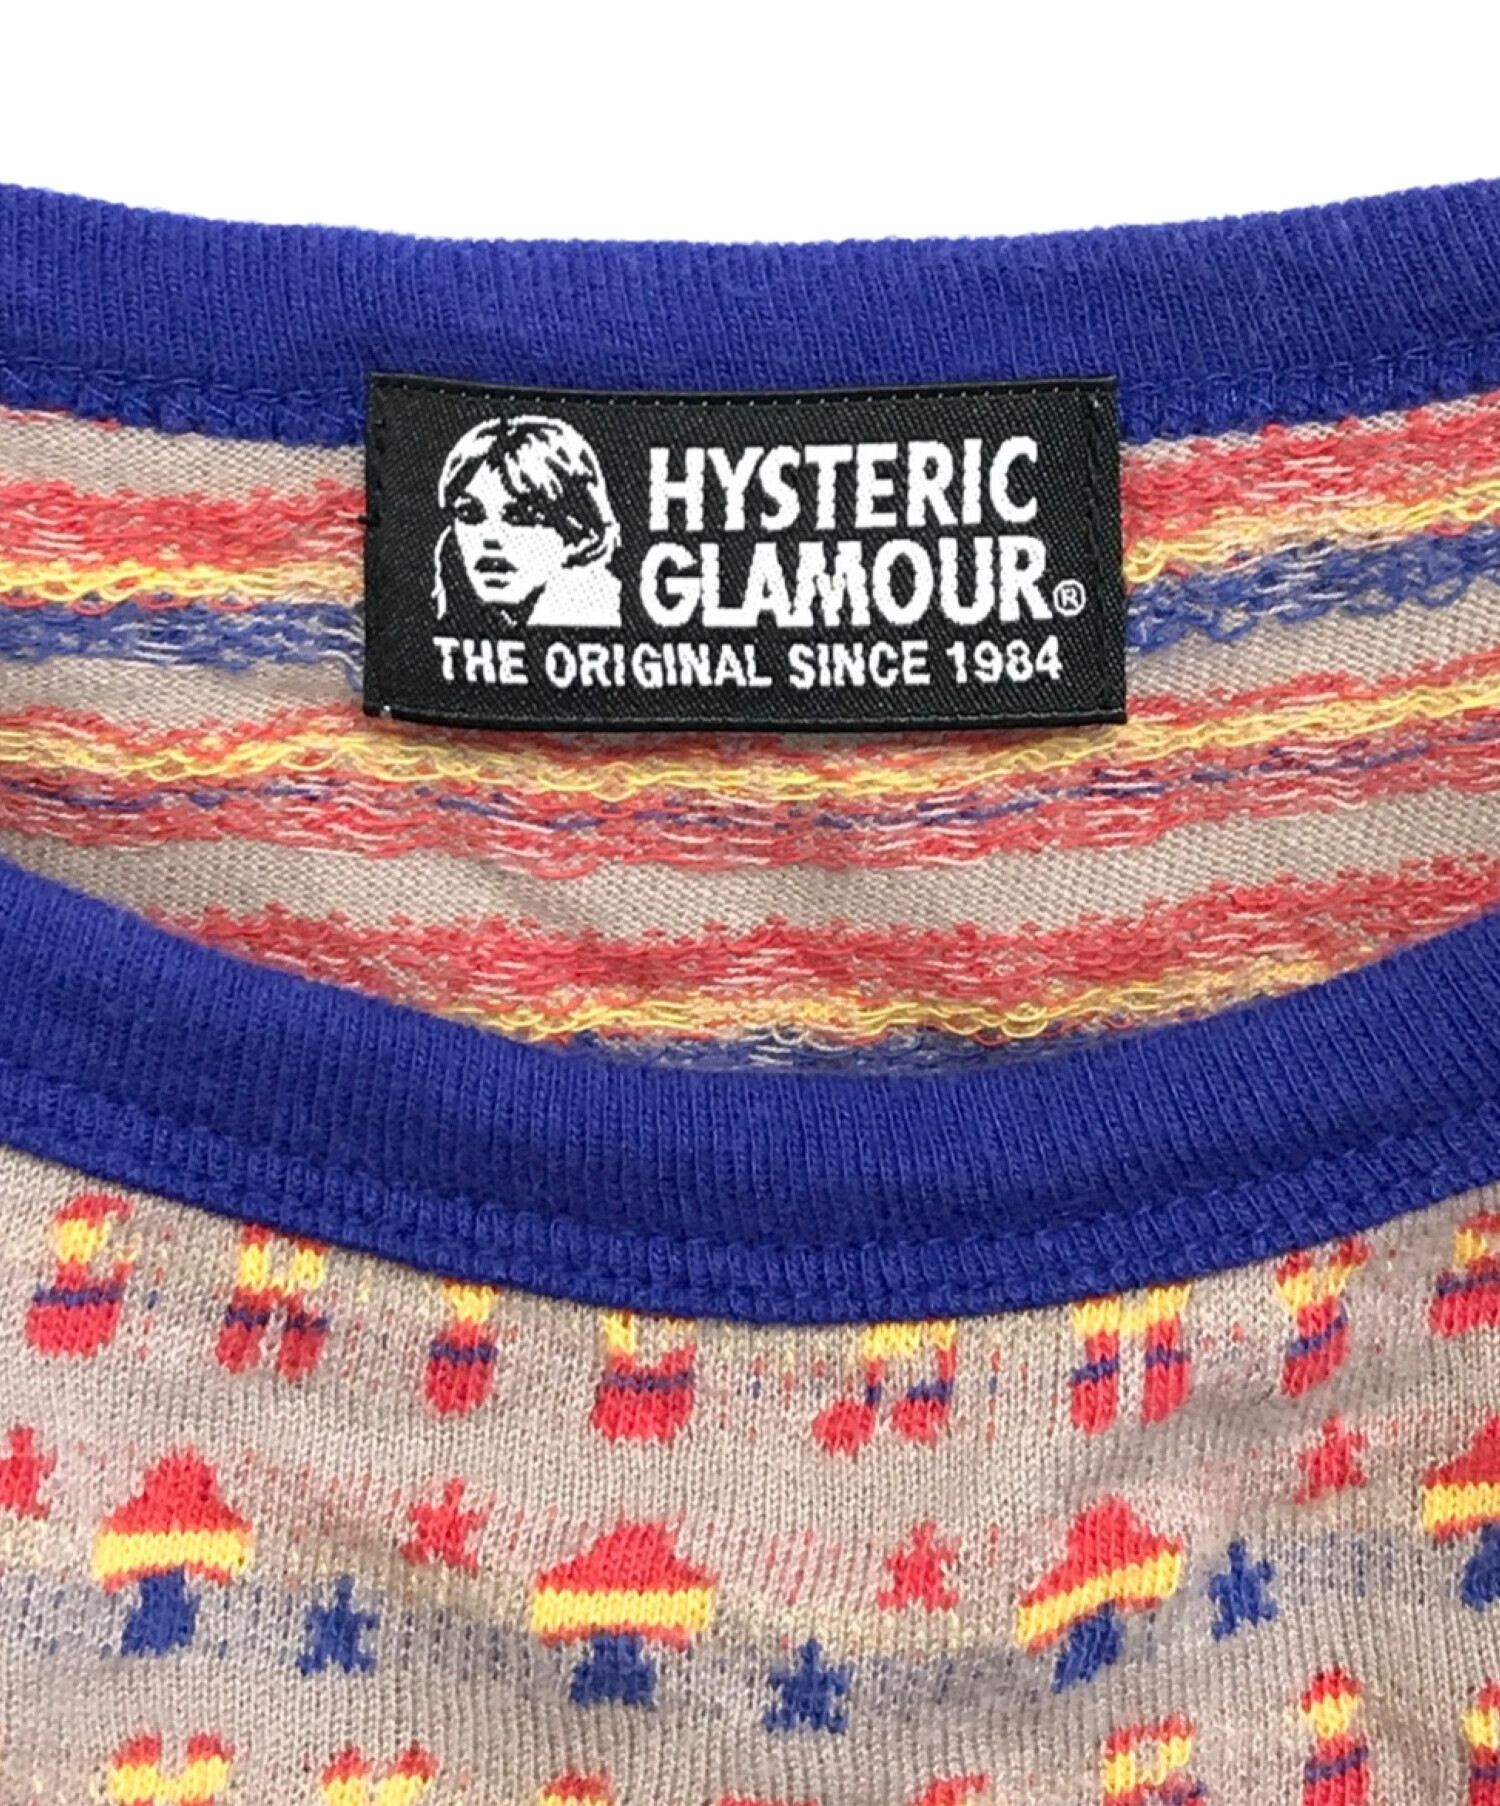 HYSTERIC
GLAMOUR®
THE ORIGINAL SINCE 1984